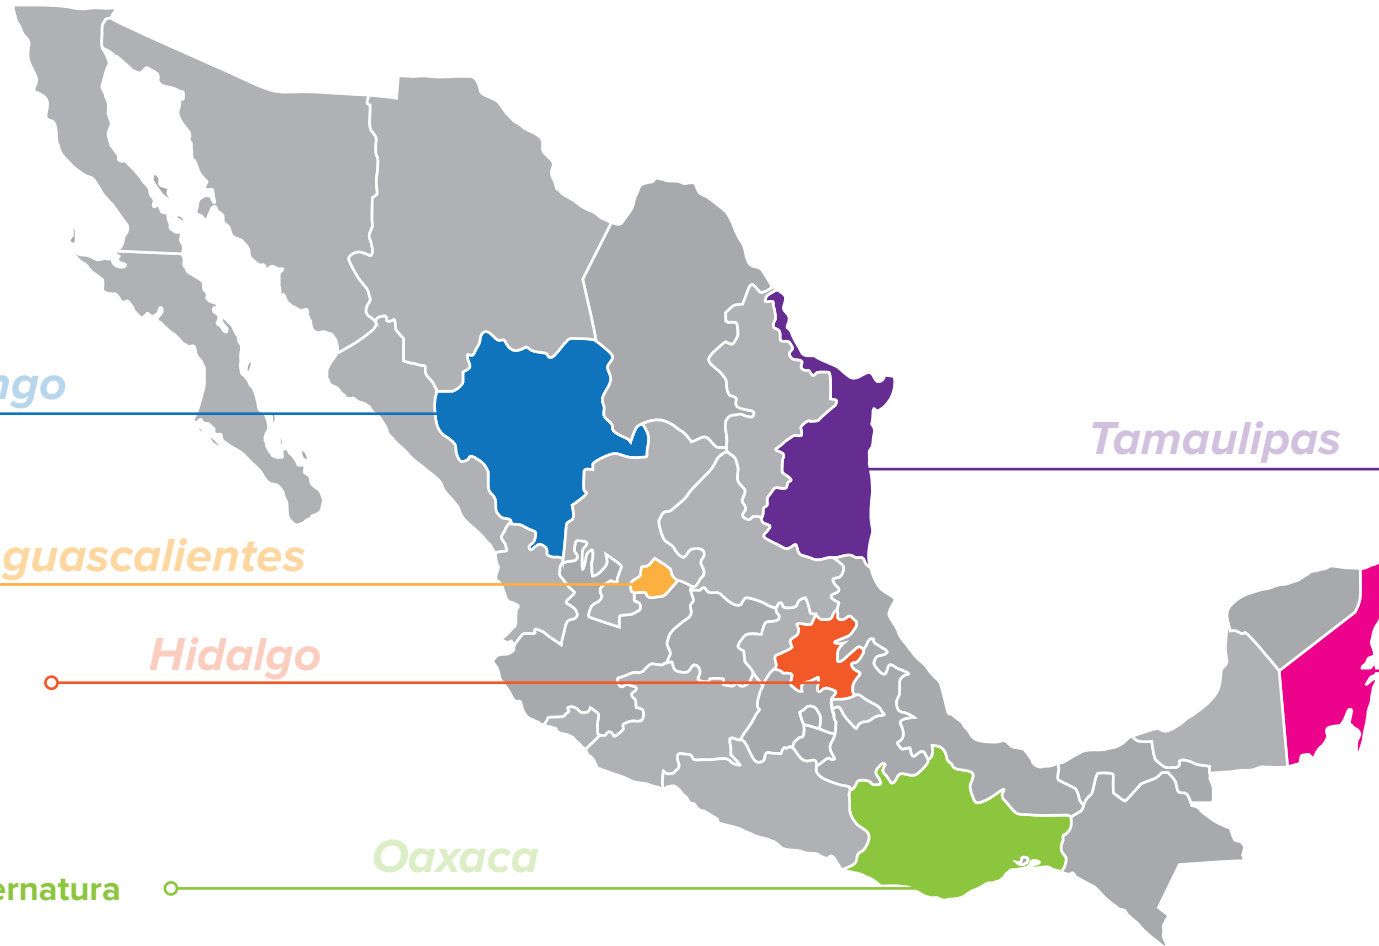 ngo
Tamaulipas
guascalientes
Hidalgo
Oaxaca
ernatura